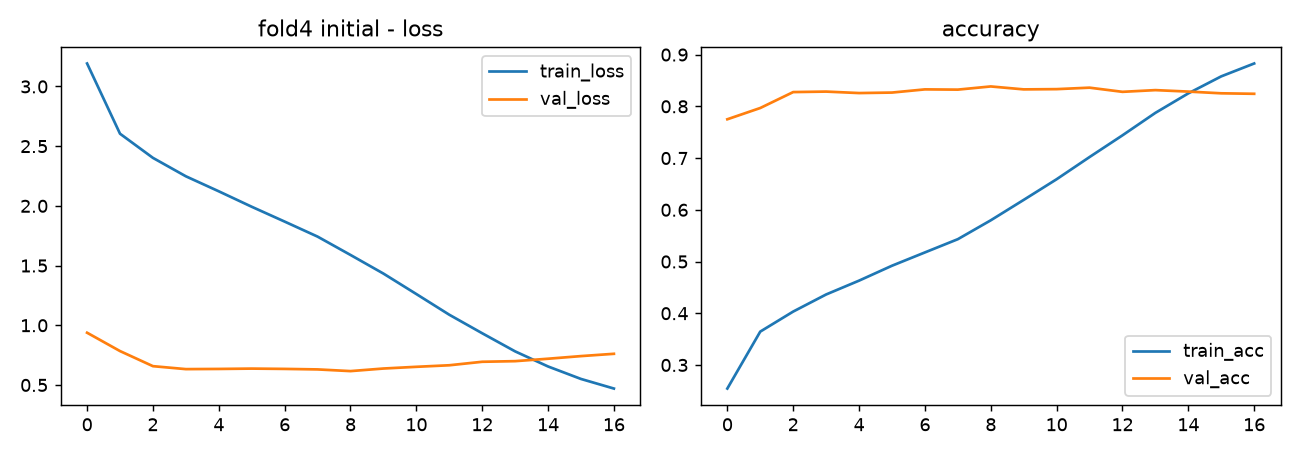 fold4 initial - loss
3.0
2.5
2.0
1.5
1.0
0.5
0 2 4 6 8 10 12 14 16
train_loss
val_loss
accuracy
0.9
0.8
0.7
0.6
0.5
0.4
0.3
0 2 4 6 8 10 12 14 16
train_acc
val_acc